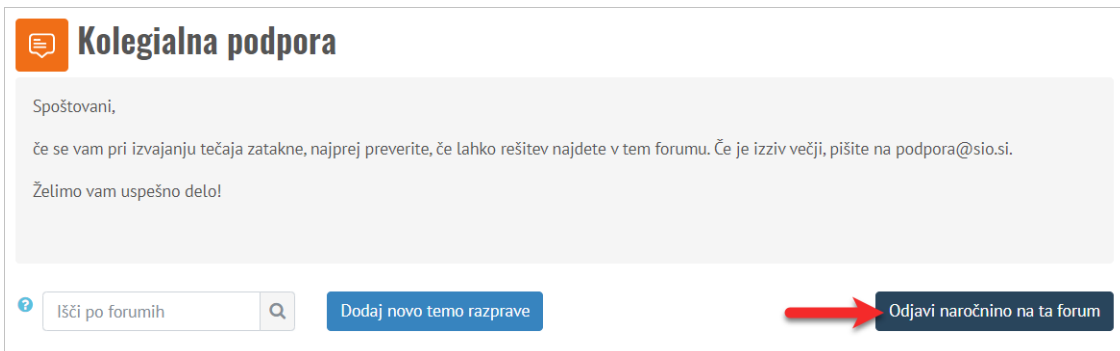 Kolegialna podpora
Spoštovani,
če se vam pri izvajanju tečaja zatakne, najprej preverite, če lahko rešitev najdete v tem forumu. Če je izziv večji, pišite na podpora@sio.si.
Želimo vam uspešno delo!
? Išči po forumih Dodaj novo temo razprave Odjavi naročnino na ta forum